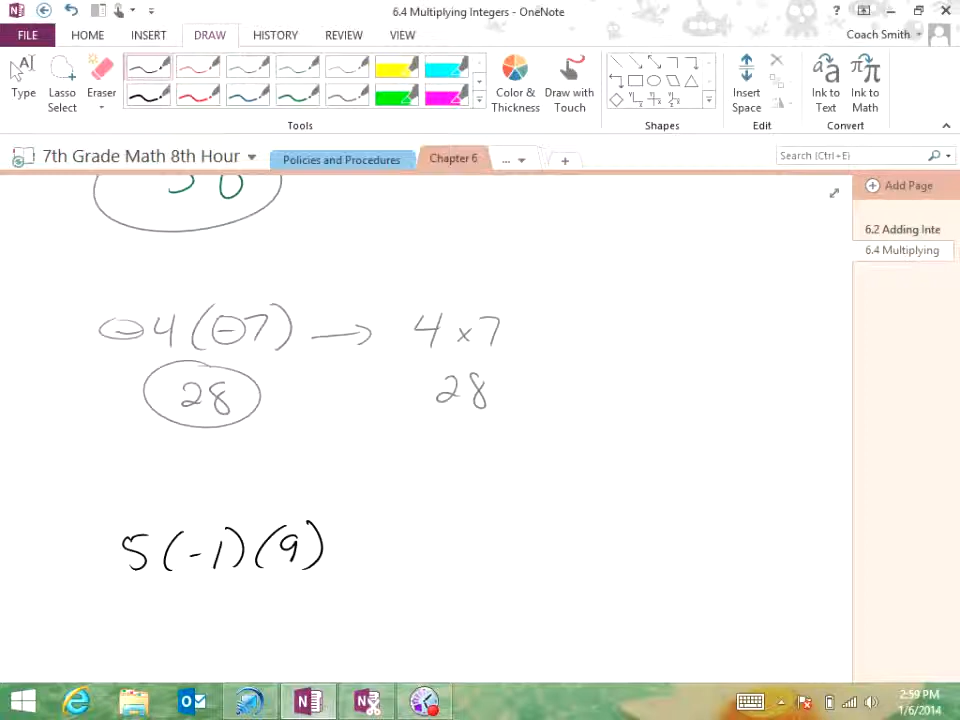 6.4 Multiplying Integers - OneNote
FILE HOME INSERT DRAW HISTORY REVIEW VIEW Coach Smith
Type Lasso Select Eraser Color & Thickness Draw with Touch Insert Space Ink to Text Ink to Math
Tools Shapes Edit Convert
7th Grade Math 8th Hour Policies and Procedures Chapter 6 ... + Search (Ctrl+E)
Add Page
6.2 Adding Inte
6.4 Multiplying
-4(-7) → 4 x 7
28 28
5(-1)(9)
2:59 PM
1/6/2014